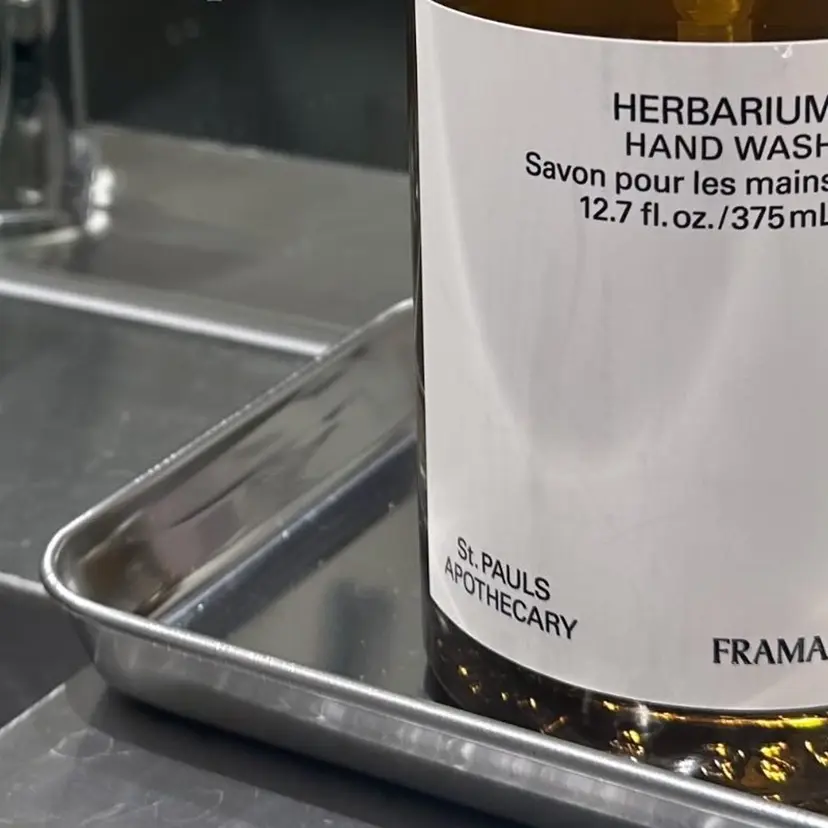 HERBARIUM
HAND WASH
Savon pour les mains
12.7 fl.oz./375mL
St.PAULS
APOTHECARY
FRAMA